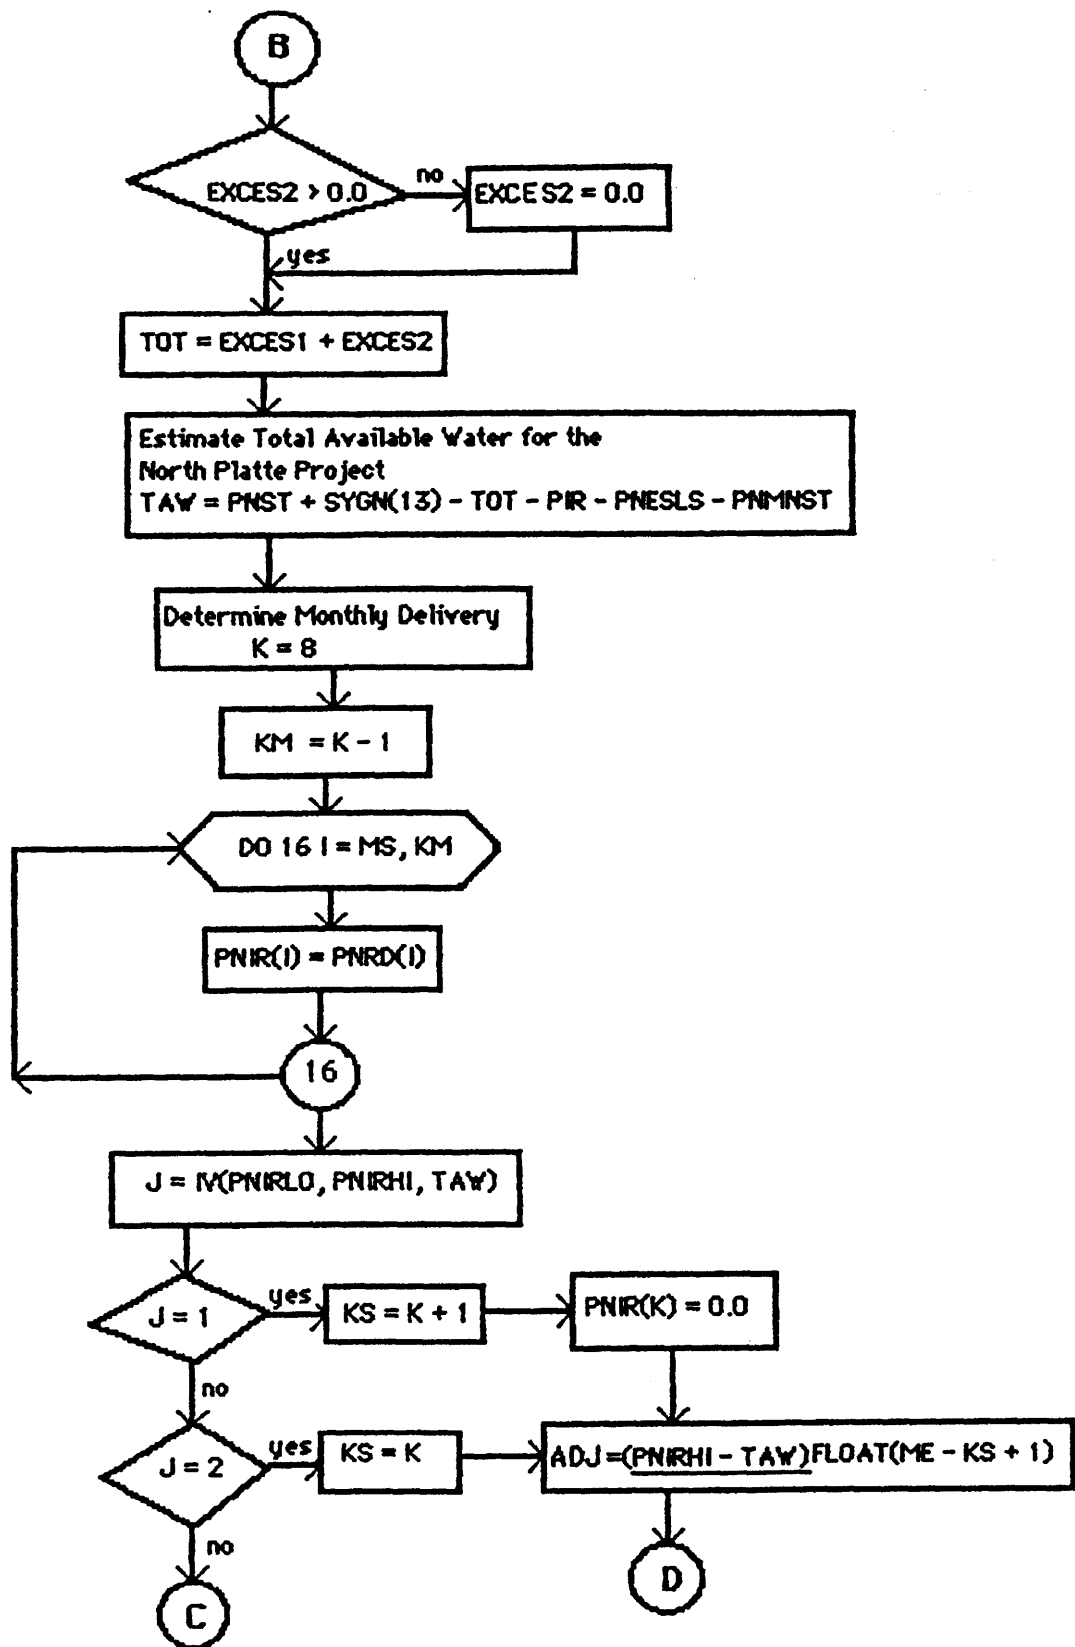 B
EXCES2 > 0.0
no
EXCES2 = 0.0
yes
TOT = EXCES1 + EXCES2
Estimate Total Available Water for the
North Platte Project
TAW = PNST + SYGN(13) - TOT - PIR - PNESLS - PNMNST
Determine Monthly Delivery
K = 8
KM = K - 1
DO 16 I = MS, KM
PNIR(I) = PNRD(I)
16
J = IV(PNIRLO, PNIRHI, TAW)
J = 1
yes
KS = K + 1
PNIR(K) = 0.0
no
J = 2
yes
KS = K
ADJ=(PNIRHI - TAW)FLOAT(ME - KS + 1)
no
C
D